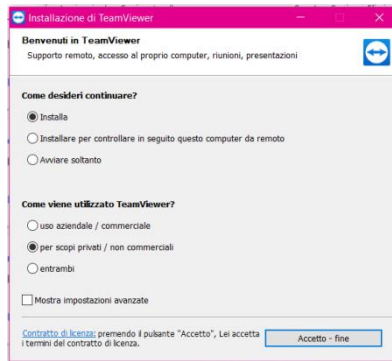 Installazione di TeamViewer
Benvenuti in TeamViewer
Supporto remoto, accesso al proprio computer, riunioni, presentazioni
Come desideri continuare?
Installa
Installare per controllare in seguito questo computer da remoto
Avviare soltanto
Come viene utilizzato TeamViewer?
uso aziendale / commerciale
per scopi privati / non commerciali
entrambi
Mostra impostazioni avanzate
Contratto di licenza: premendo il pulsante "Accetto", Lei accetta
i termini del contratto di licenza.
Accetto - fine